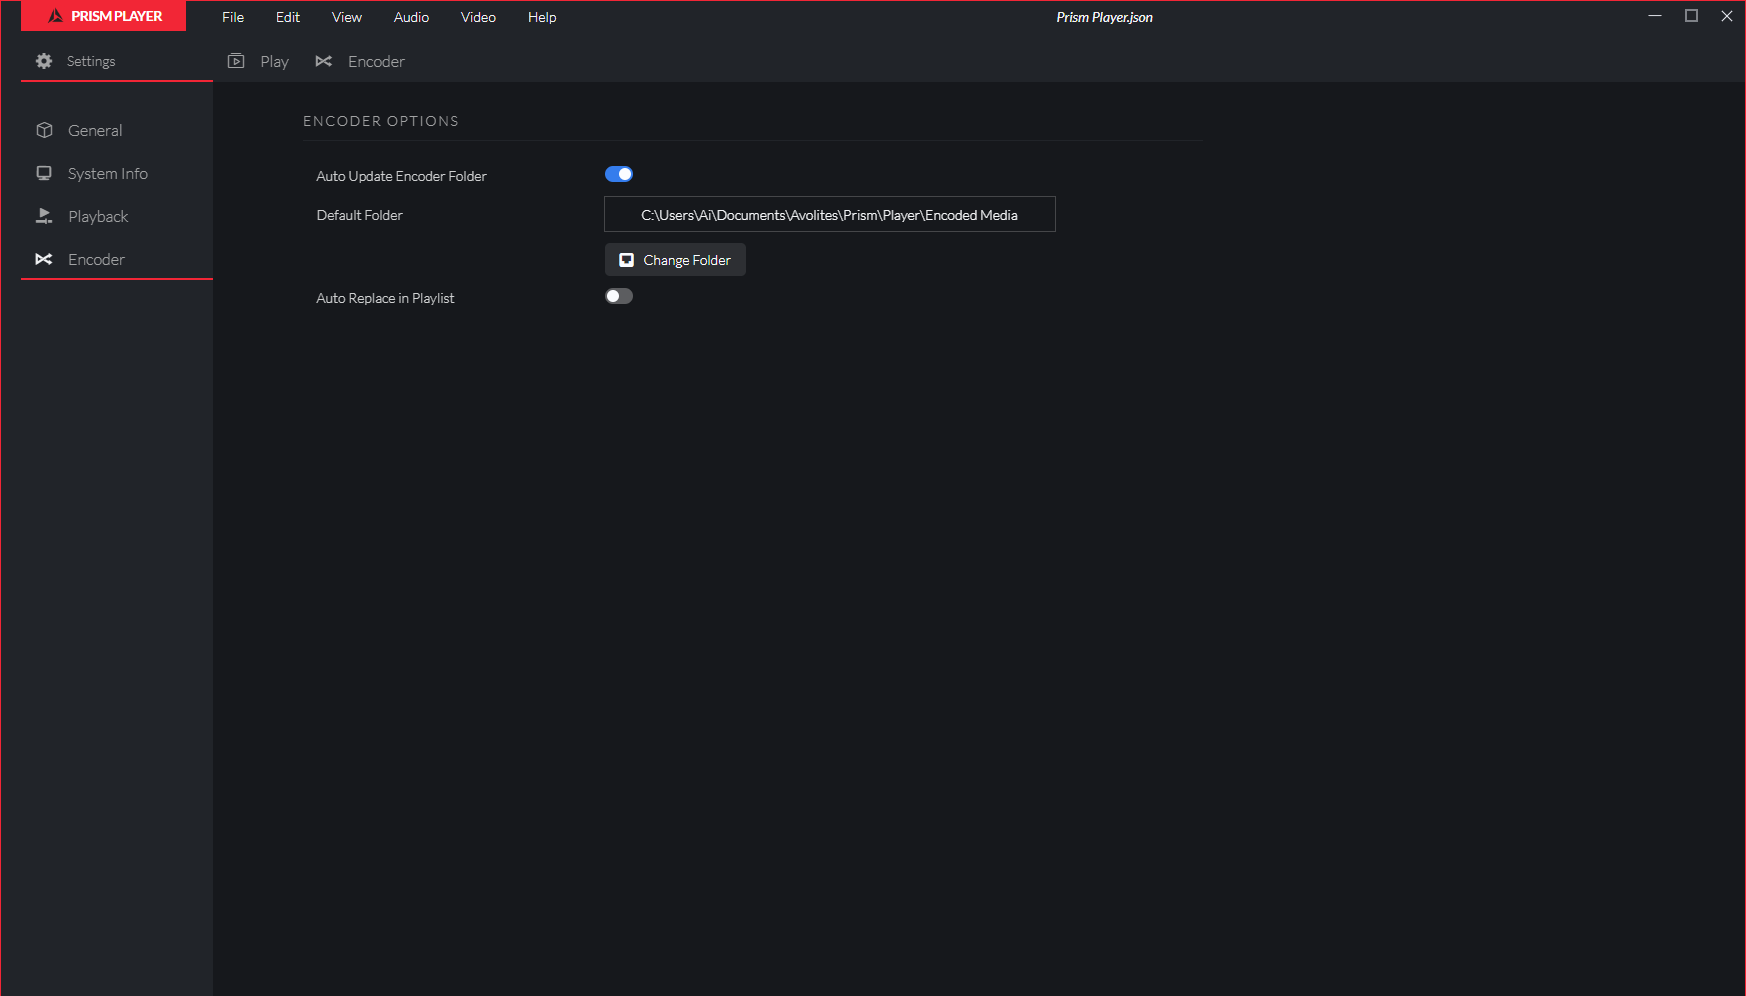 PRISM PLAYER File Edit View Audio Video Help Prism Player.json
Settings Play Encoder
General
System Info
Playback
Encoder
ENCODER OPTIONS
Auto Update Encoder Folder
Default Folder C:\Users\Ai\Documents\Avolites\Prism\Player\Encoded Media
Change Folder
Auto Replace in Playlist